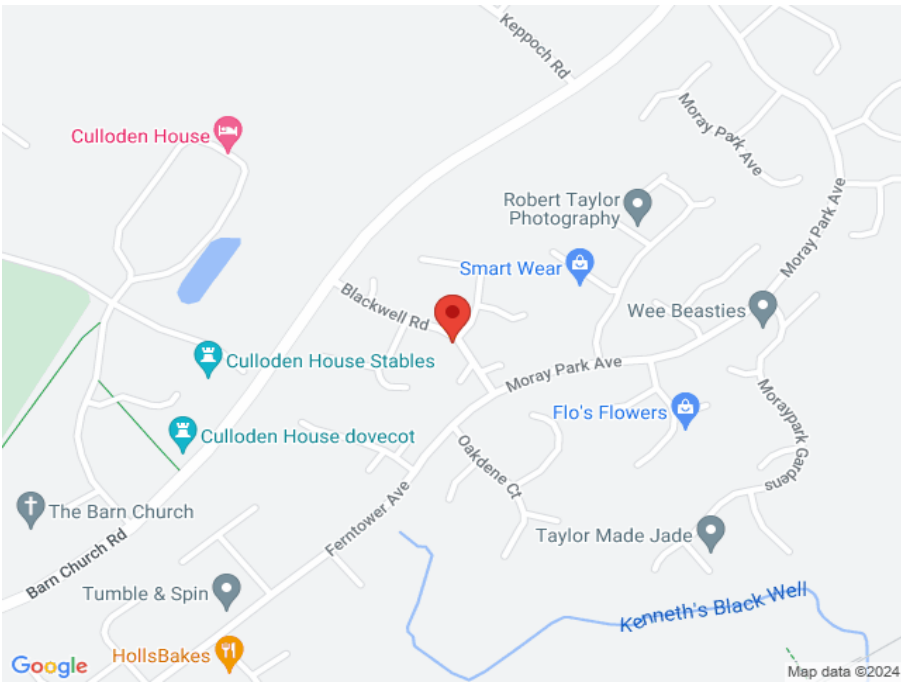 Keppoch Rd
Culloden House
Moray Park Ave
Robert Taylor
Photography
Moray Park Ave
Smart Wear
Blackwell Rd
Wee Beasties
Culloden House Stables
Moray Park Ave
Flo's Flowers
Moraypark Gardens
Culloden House dovecot
Oakdene Ct
Ferntower Ave
The Barn Church
Taylor Made Jade
Barn Church Rd
Tumble & Spin
Kenneth's Black Well
HollsBakes
Google
Map data ©2024